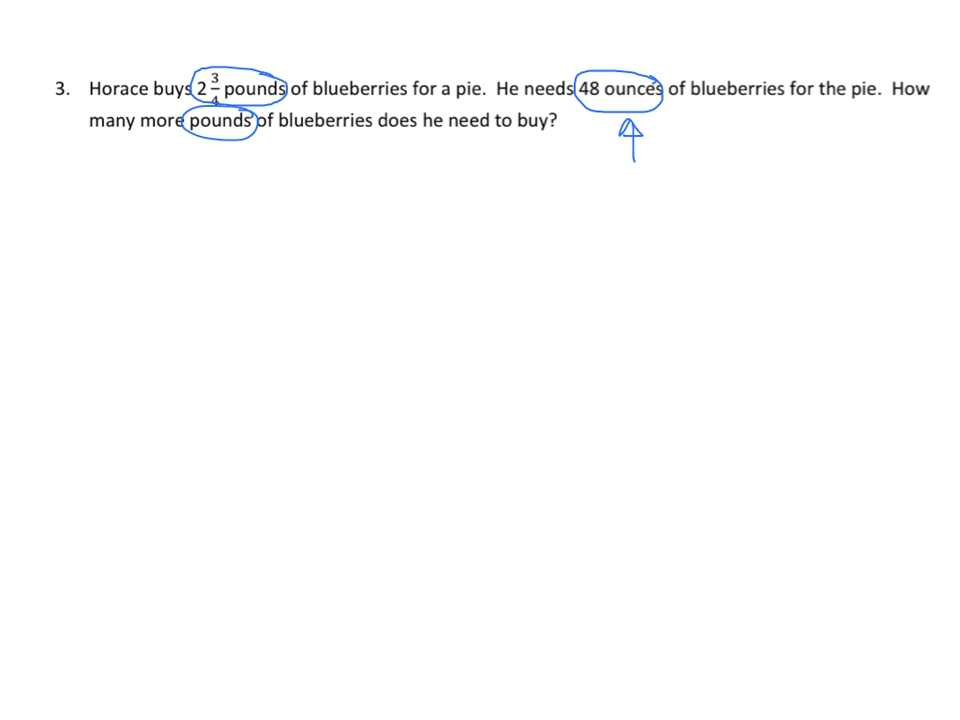 3. Horace buys 2 3/4 pounds of blueberries for a pie. He needs 48 ounces of blueberries for the pie. How
many more pounds of blueberries does he need to buy?